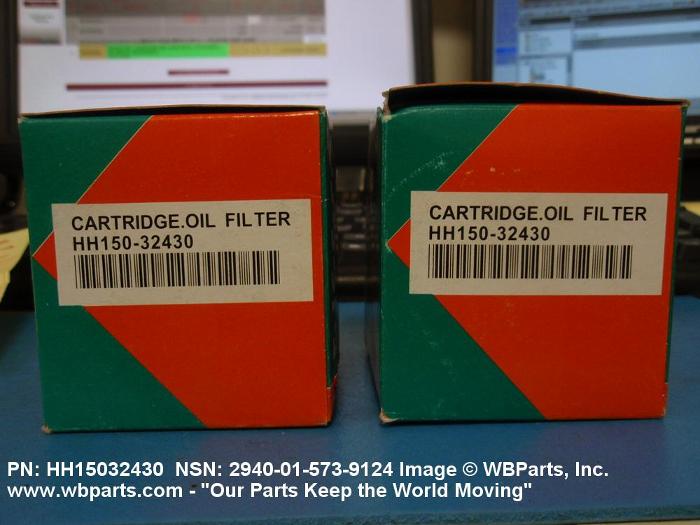 CARTRIDGE.OIL FILTER
HH150-32430
CARTRIDGE.OIL FILTER
HH150-32430
PN: HH15032430 NSN: 2940-01-573-9124 Image © WBParts, Inc.
www.wbparts.com - "Our Parts Keep the World Moving"